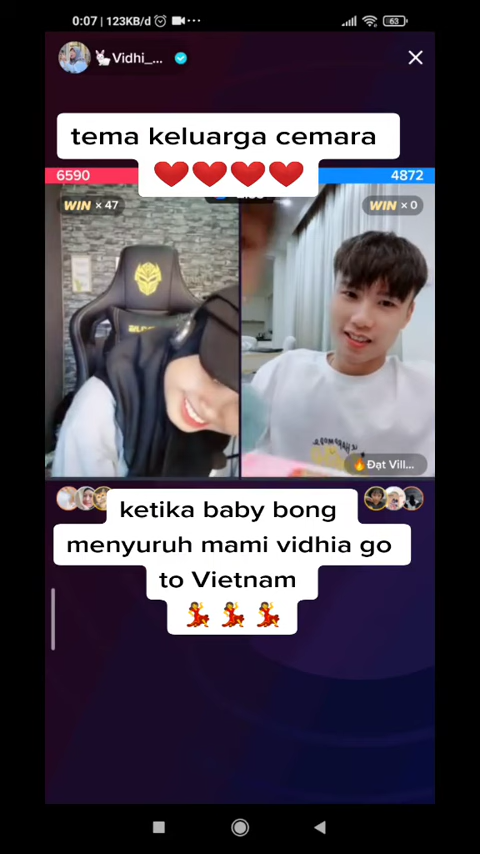 0:07 | 123KB/d
63
Vidhi_...
tema keluarga cemara
6590
4872
WIN × 47
WIN × 0
Đạt Vill...
ketika baby bong
menyuruh mami vidhia go
to Vietnam